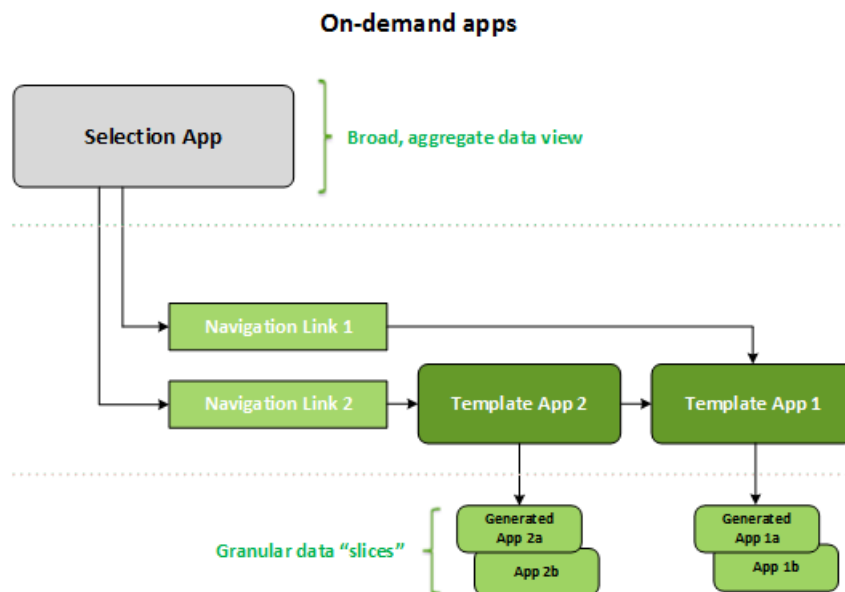 On-demand apps
Selection App
Broad, aggregate data view
Navigation Link 1
Navigation Link 2
Template App 2
Template App 1
Granular data “slices”
Generated
App 2a
App 2b
Generated
App 1a
App 1b